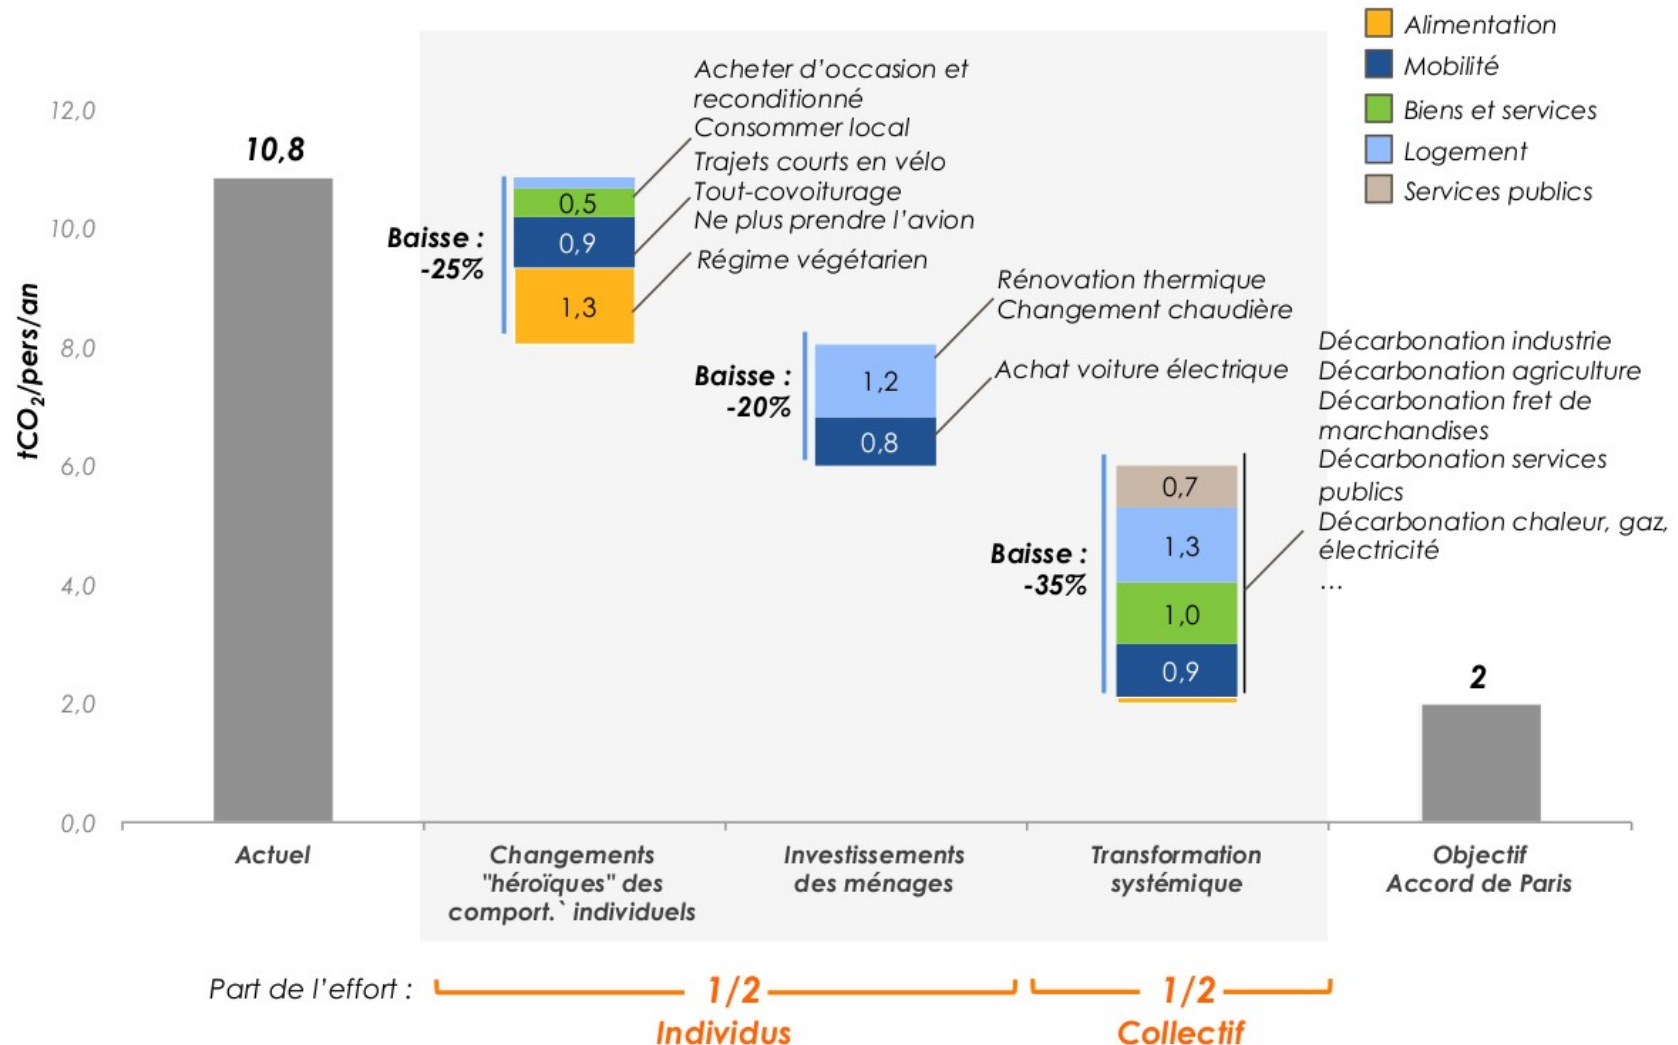 Alimentation
Mobilité
Biens et services
Logement
Services publics
tCO2/pers/an
12,0
10,0
8,0
6,0
4,0
2,0
0,0
10,8
Baisse :
-25%
0,5
0,9
1,3
Acheter d'occasion et
reconditionné
Consommer local
Trajets courts en vélo
Tout-covoiturage
Ne plus prendre l'avion
Régime végétarien
Baisse :
-20%
1,2
0,8
Rénovation thermique
Changement chaudière
Achat voiture électrique
Baisse :
-35%
0,7
1,3
1,0
0,9
Décarbonation industrie
Décarbonation agriculture
Décarbonation fret de
marchandises
Décarbonation services
publics
Décarbonation chaleur, gaz,
électricité
...
2
Actuel
Changements
"héroïques" des
comport.` individuels
Investissements
des ménages
Transformation
systémique
Objectif
Accord de Paris
Part de l'effort :
1/2
Individus
1/2
Collectif